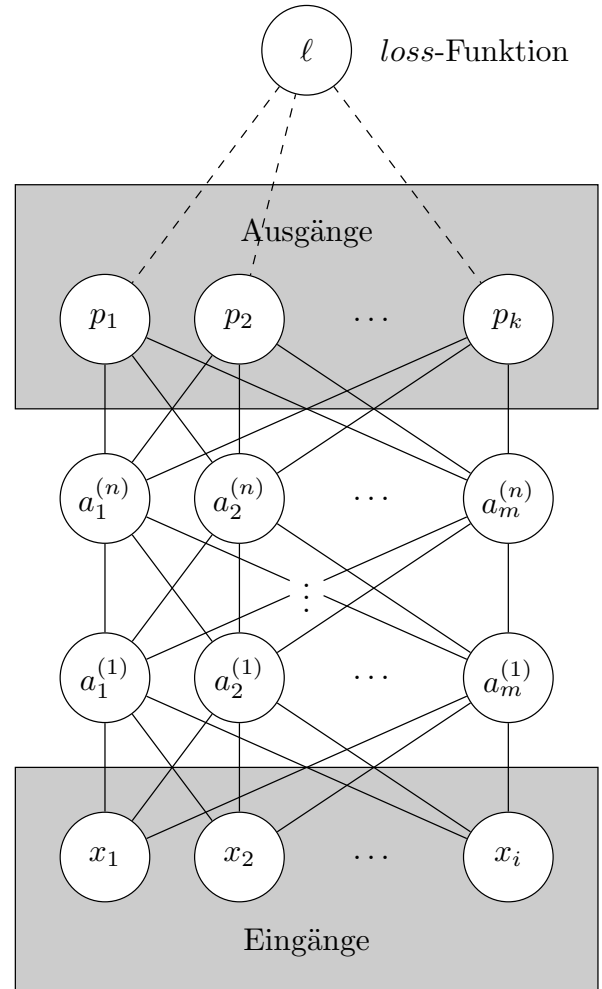 ℓ loss-Funktion
Ausgänge
p₁ p₂ … pₖ
a₁⁽ⁿ⁾ a₂⁽ⁿ⁾ … aₘ⁽ⁿ⁾
⋮
a₁⁽¹⁾ a₂⁽¹⁾ … aₘ⁽¹⁾
x₁ x₂ … xᵢ
Eingänge